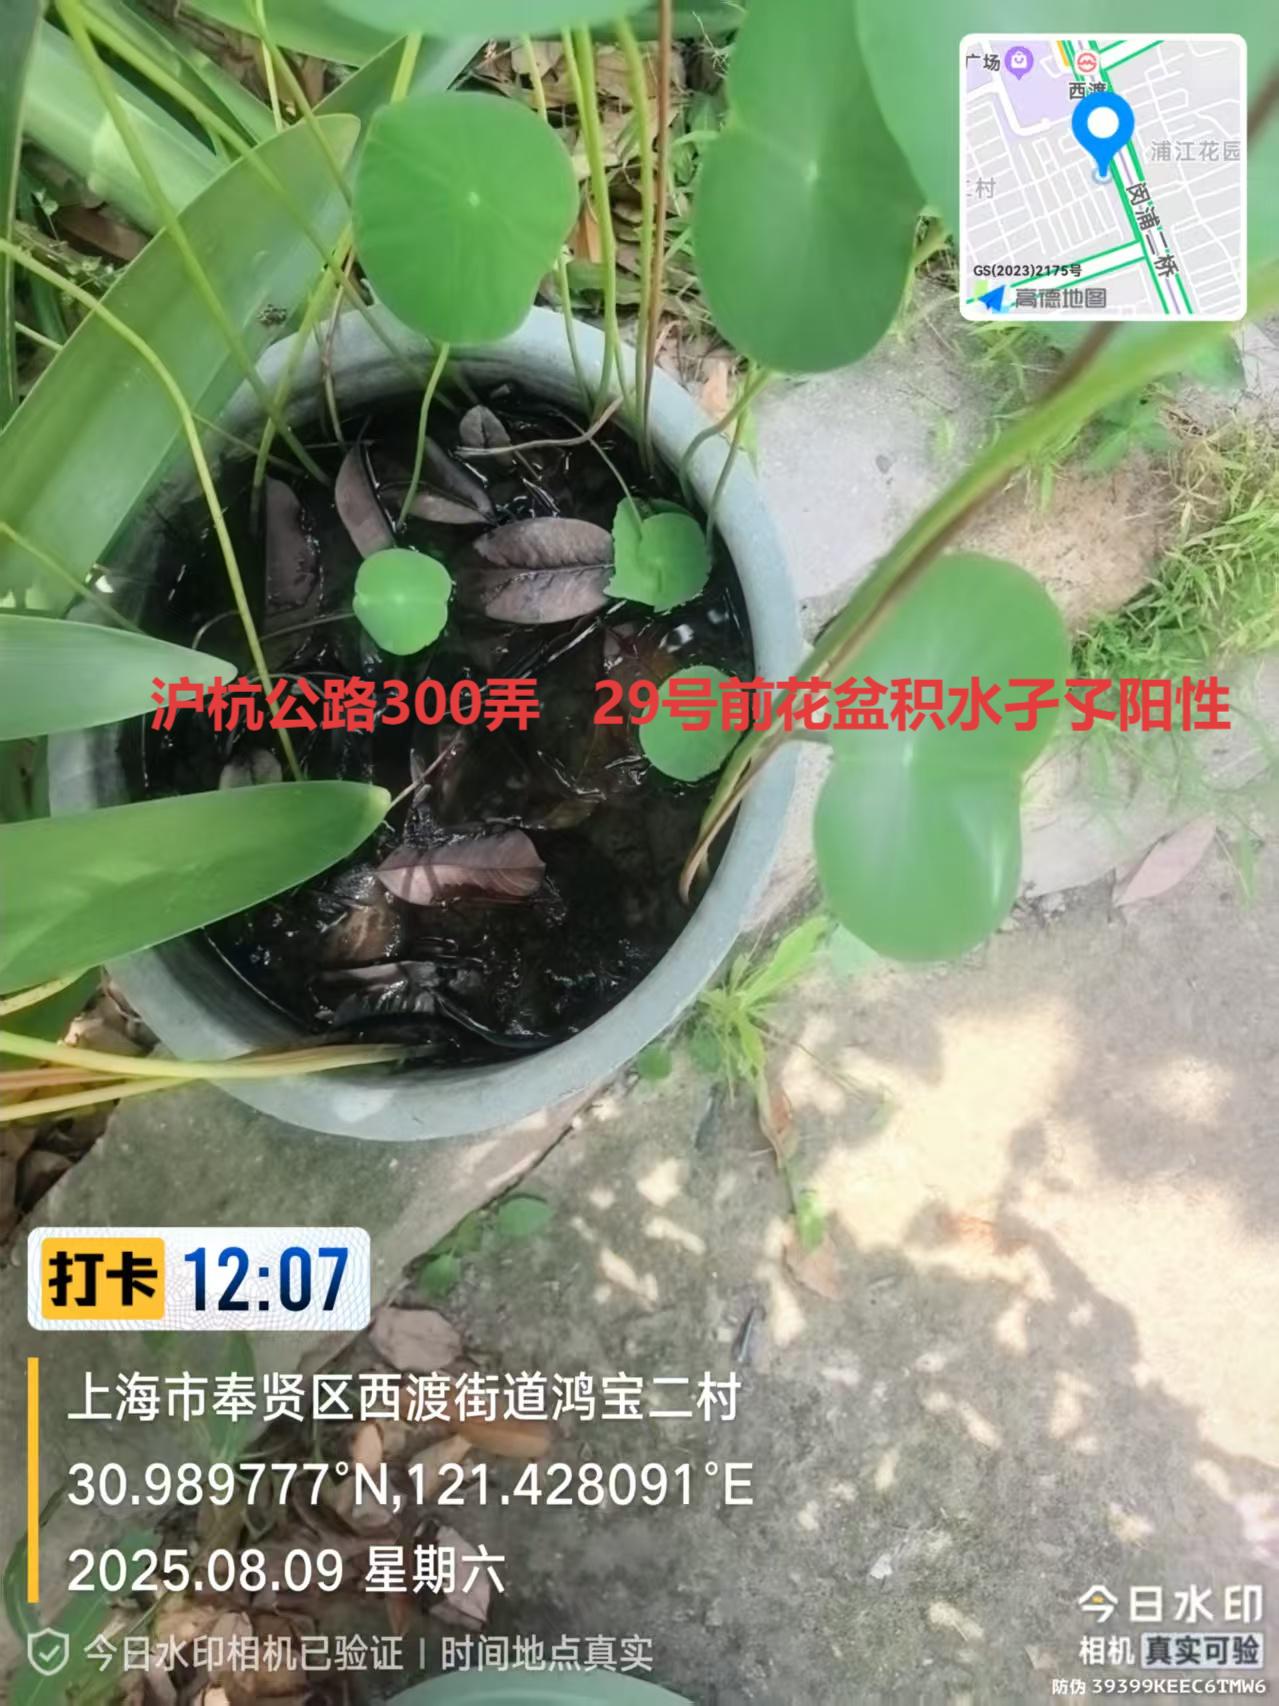 广场
西渡
浦江花园
二村
闵浦二桥
GS(2023)2175号
高德地图
沪杭公路300弄 29号前花盆积水孑孓阳性
打卡 12:07
上海市奉贤区西渡街道鸿宝二村
30.989777°N,121.428091°E
2025.08.09 星期六
今日水印相机已验证 | 时间地点真实
今日水印
相机 真实可验
防伪 39399KEEC6TMW6